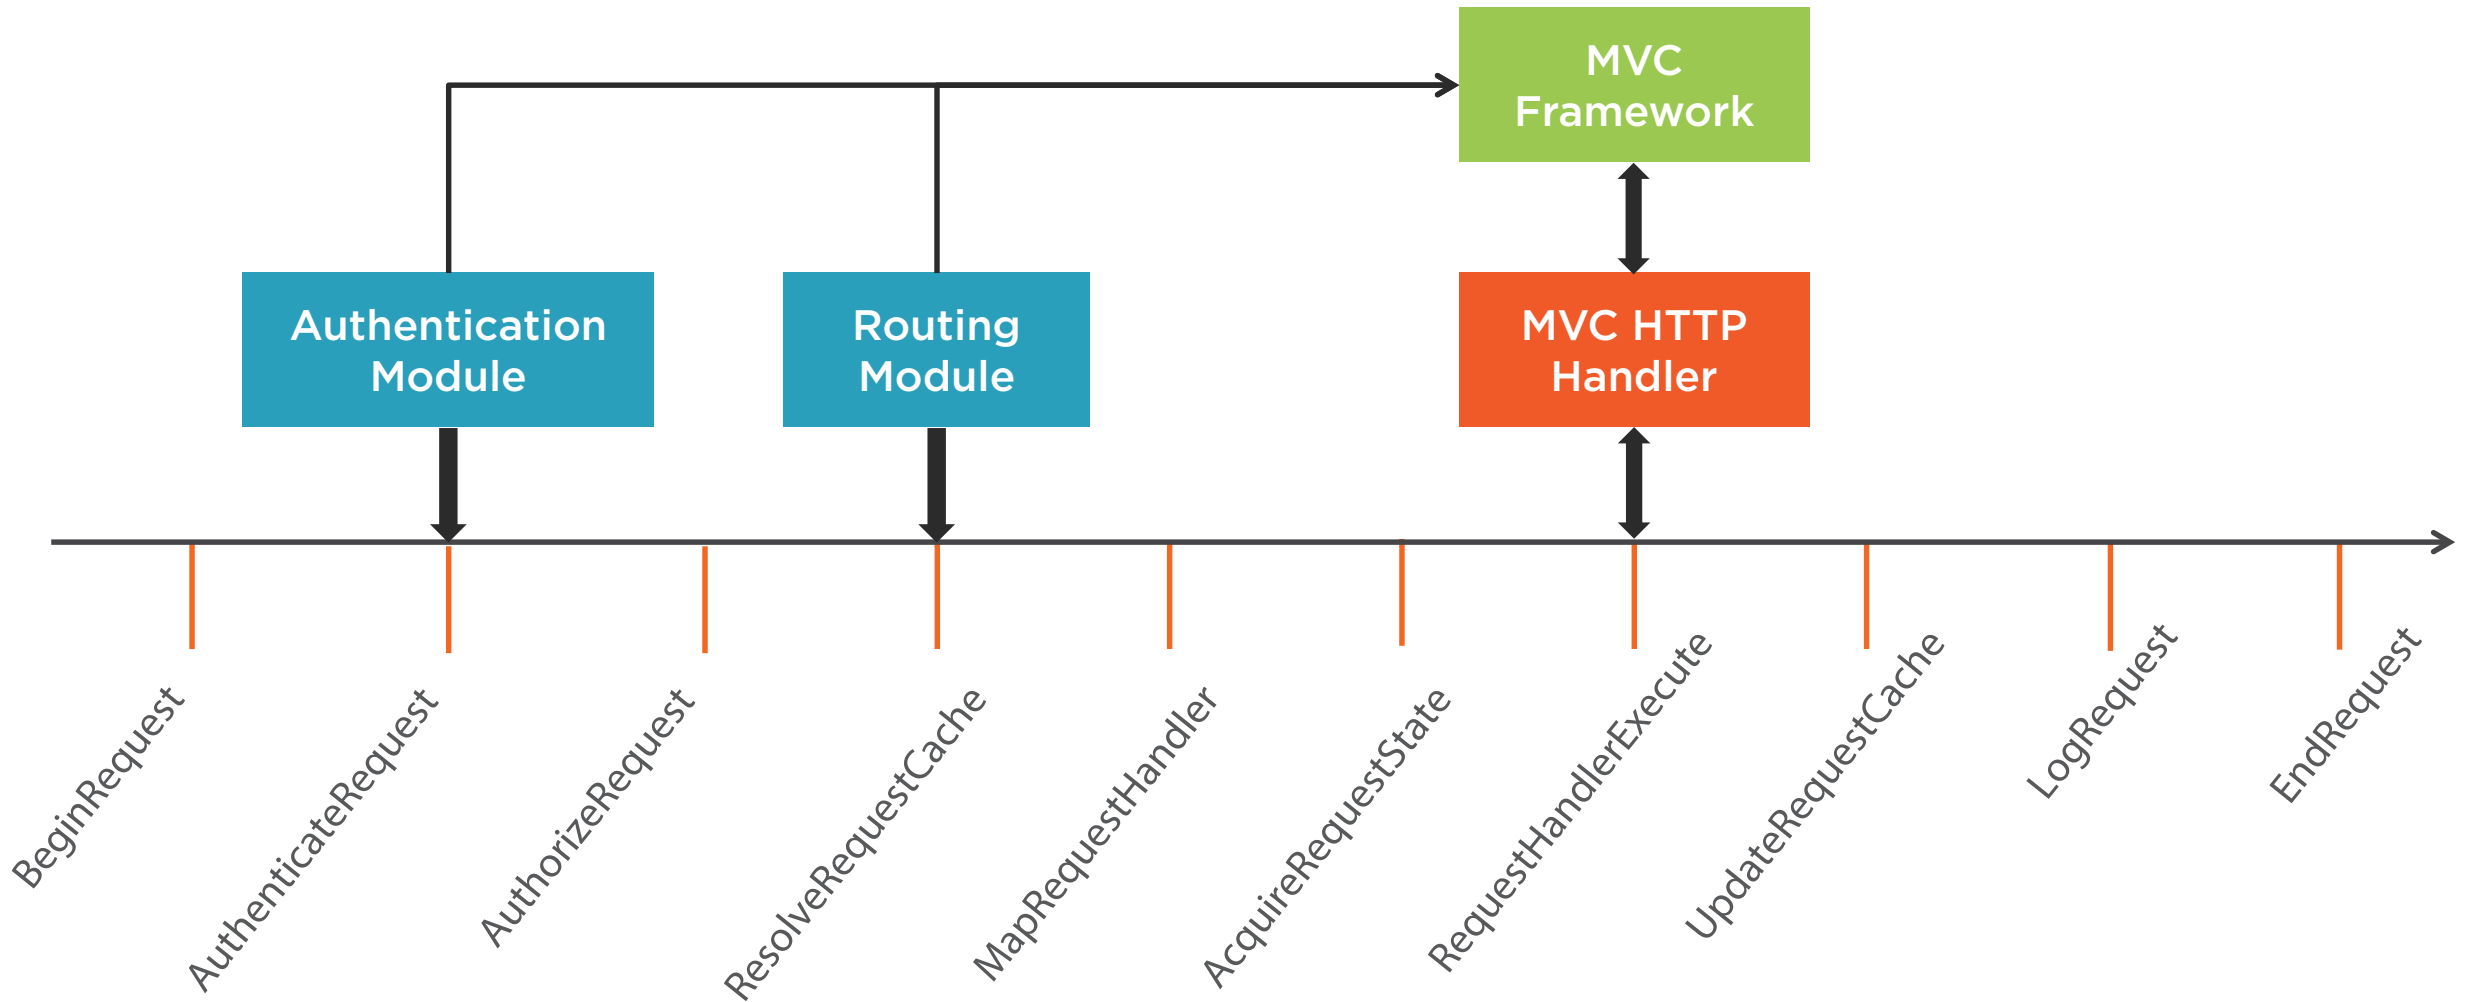 MVC
Framework
Authentication
Module
Routing
Module
MVC HTTP
Handler
BeginRequest
AuthenticateRequest
AuthorizeRequest
ResolveRequestCache
MapRequestHandler
AcquireRequestState
RequestHandlerExecute
UpdateRequestCache
LogRequest
EndRequest